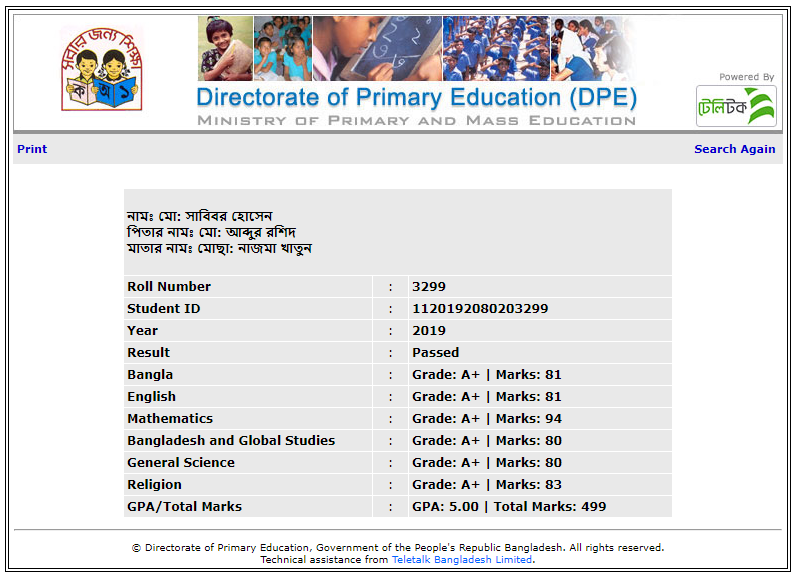 সবার জন্য শিক্ষা
ক অ ১
Directorate of Primary Education (DPE)
MINISTRY OF PRIMARY AND MASS EDUCATION
Powered By
টেলিটক
Print
Search Again
নামঃ মো: সাবিবর হোসেন
পিতার নামঃ মো: আব্দুর রশিদ
মাতার নামঃ মোছা: নাজমা খাতুন
Roll Number : 3299
Student ID : 1120192080203299
Year : 2019
Result : Passed
Bangla : Grade: A+ | Marks: 81
English : Grade: A+ | Marks: 81
Mathematics : Grade: A+ | Marks: 94
Bangladesh and Global Studies : Grade: A+ | Marks: 80
General Science : Grade: A+ | Marks: 80
Religion : Grade: A+ | Marks: 83
GPA/Total Marks : GPA: 5.00 | Total Marks: 499
© Directorate of Primary Education, Government of the People's Republic Bangladesh. All rights reserved.
Technical assistance from Teletalk Bangladesh Limited.